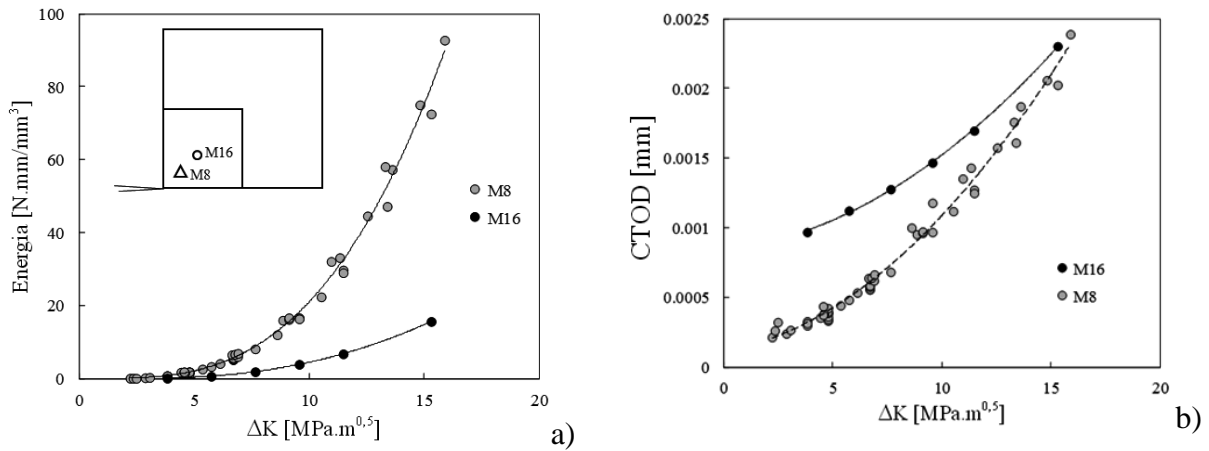 100
80
60
40
20
0
Energia [N.mm/mm³]
M16
M8
M8
M16
0 5 10 15 20
ΔK [MPa.m^0,5]
a)
0.0025
0.002
0.0015
0.001
0.0005
0
CTOD [mm]
M16
M8
0 5 10 15 20
ΔK [MPa.m^0,5]
b)